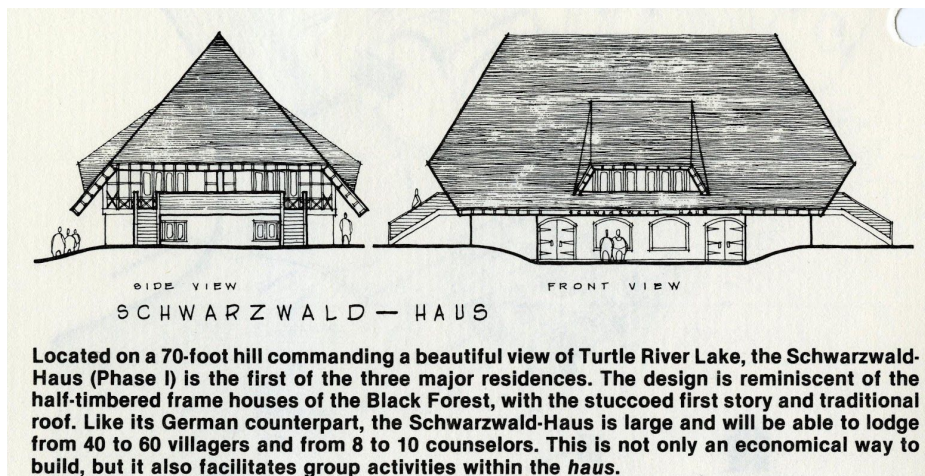 SCHWARZWALD HAUS
SIDE VIEW
FRONT VIEW
SCHWARZWALD — HAUS
Located on a 70-foot hill commanding a beautiful view of Turtle River Lake, the Schwarzwald-
Haus (Phase I) is the first of the three major residences. The design is reminiscent of the
half-timbered frame houses of the Black Forest, with the stuccoed first story and traditional
roof. Like its German counterpart, the Schwarzwald-Haus is large and will be able to lodge
from 40 to 60 villagers and from 8 to 10 counselors. This is not only an economical way to
build, but it also facilitates group activities within the haus.